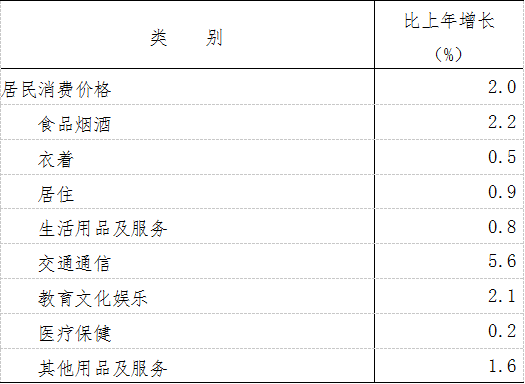 类 别 比上年增长
（%）
居民消费价格 2.0
食品烟酒 2.2
衣着 0.5
居住 0.9
生活用品及服务 0.8
交通通信 5.6
教育文化娱乐 2.1
医疗保健 0.2
其他用品及服务 1.6